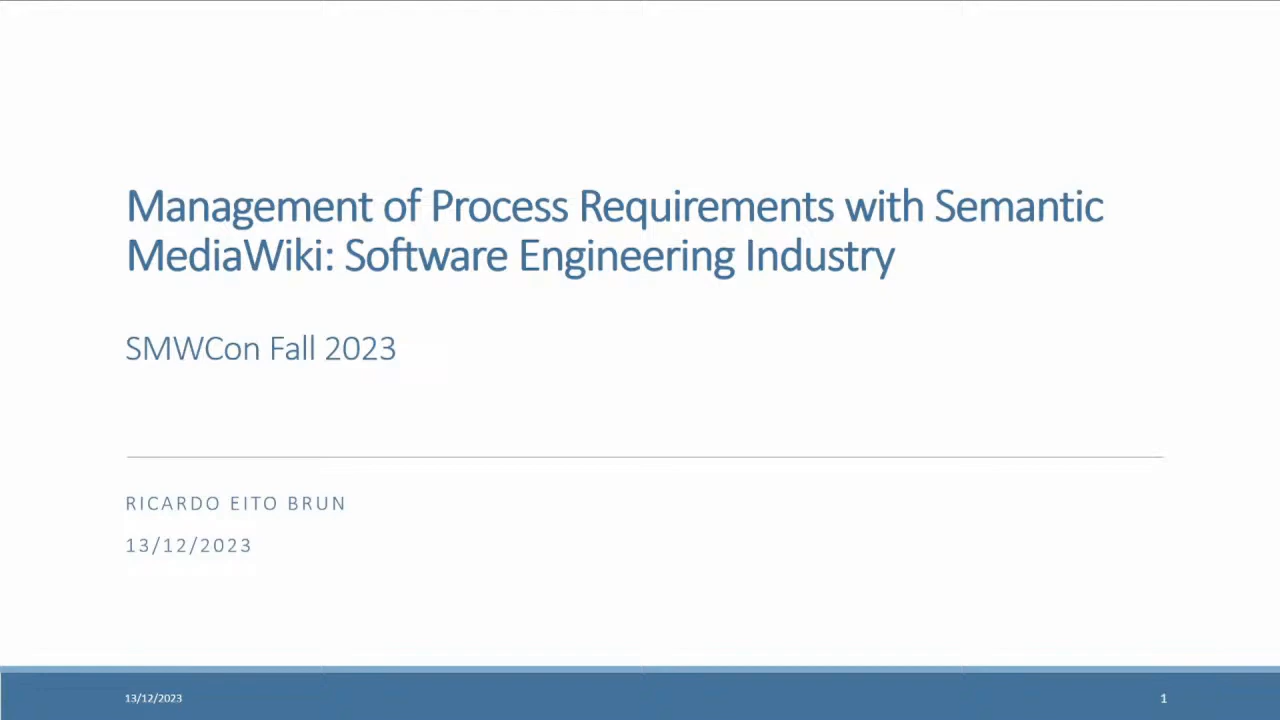 Management of Process Requirements with Semantic
MediaWiki: Software Engineering Industry
SMWCon Fall 2023
RICARDO EITO BRUN
13/12/2023
13/12/2023
1